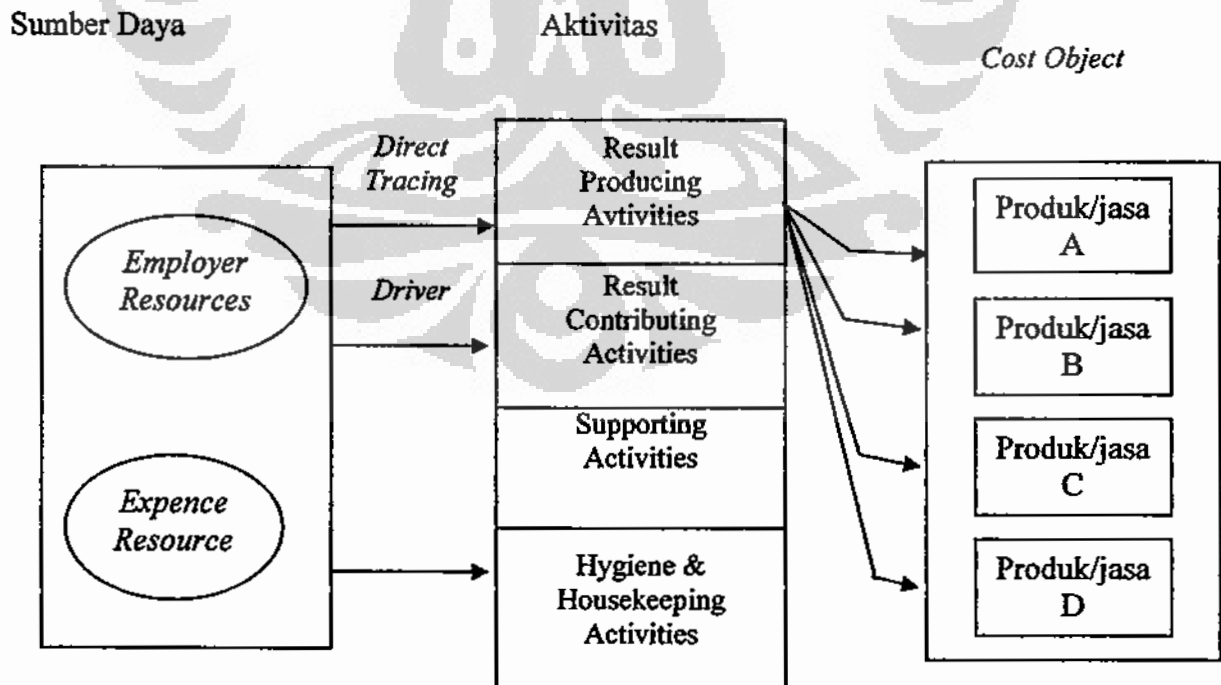 Sumber Daya
Aktivitas
Cost Object
Direct
Tracing
Driver
Employer
Resources
Expence
Resource
Result
Producing
Avtivities
Result
Contributing
Activities
Supporting
Activities
Hygiene &
Housekeeping
Activities
Produk/jasa
A
Produk/jasa
B
Produk/jasa
C
Produk/jasa
D